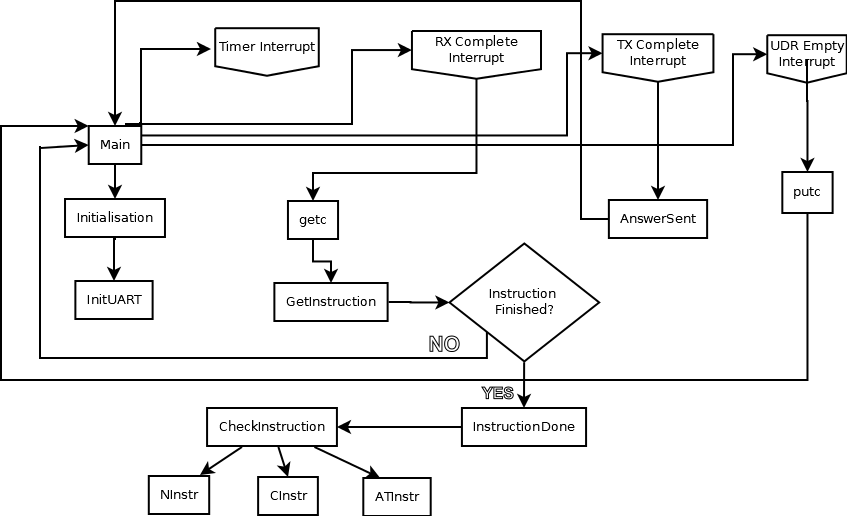 Timer Interrupt
RX Complete
Interrupt
TX Complete
Interrupt
UDR Empty
Interrupt
Main
putc
Initialisation
getc
AnswerSent
InitUART
GetInstruction
Instruction
Finished?
NO
YES
CheckInstruction
InstructionDone
NInstr
CInstr
ATInstr